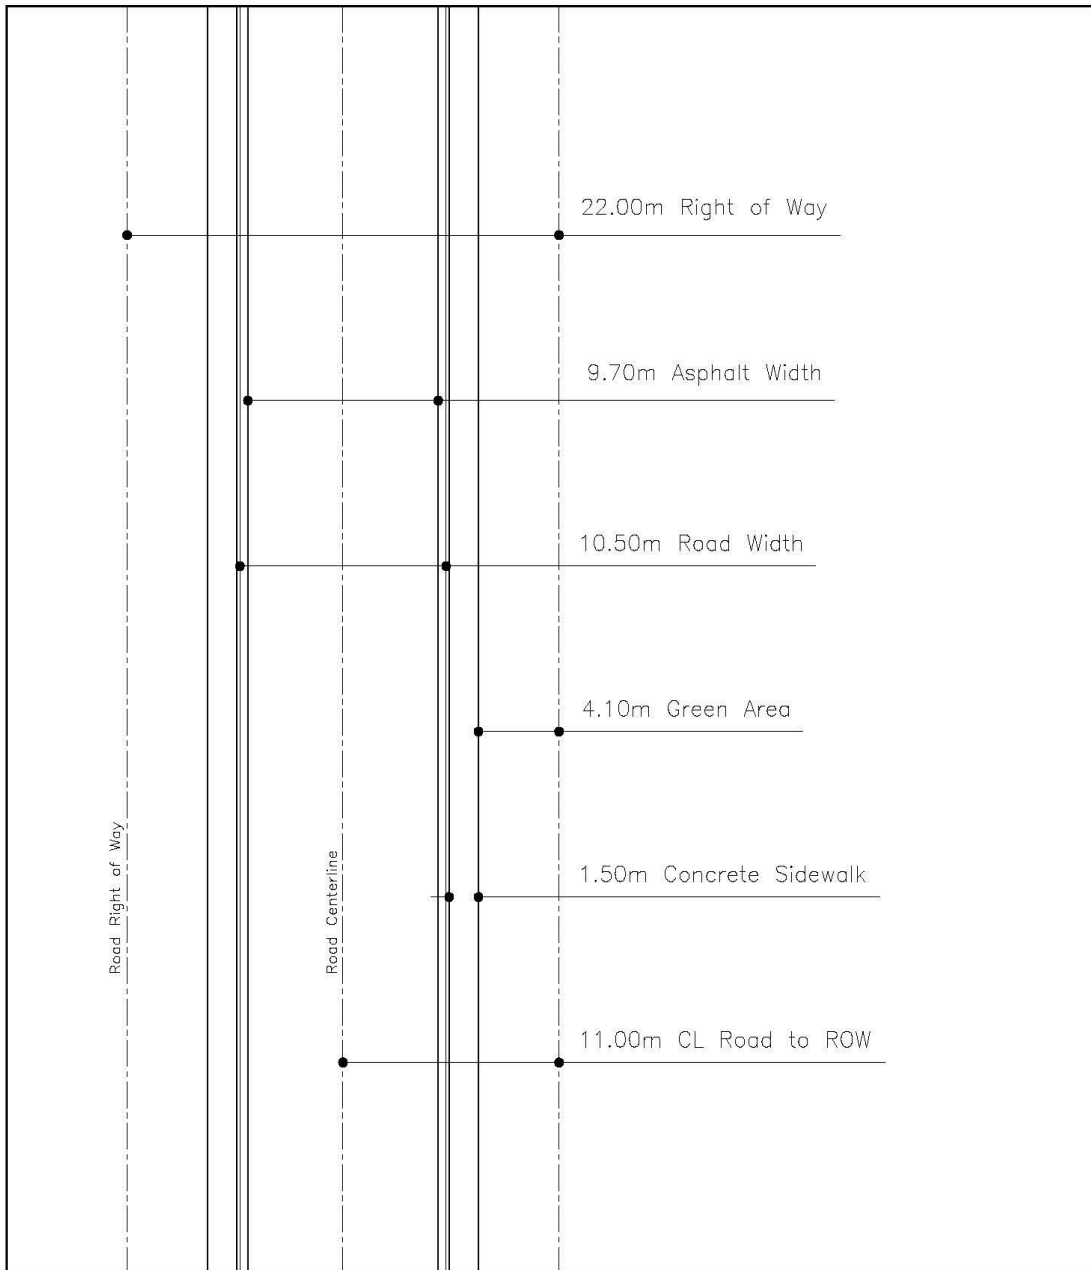 22.00m Right of Way
9.70m Asphalt Width
10.50m Road Width
4.10m Green Area
1.50m Concrete Sidewalk
11.00m CL Road to ROW
Road Right of Way
Road Centerline